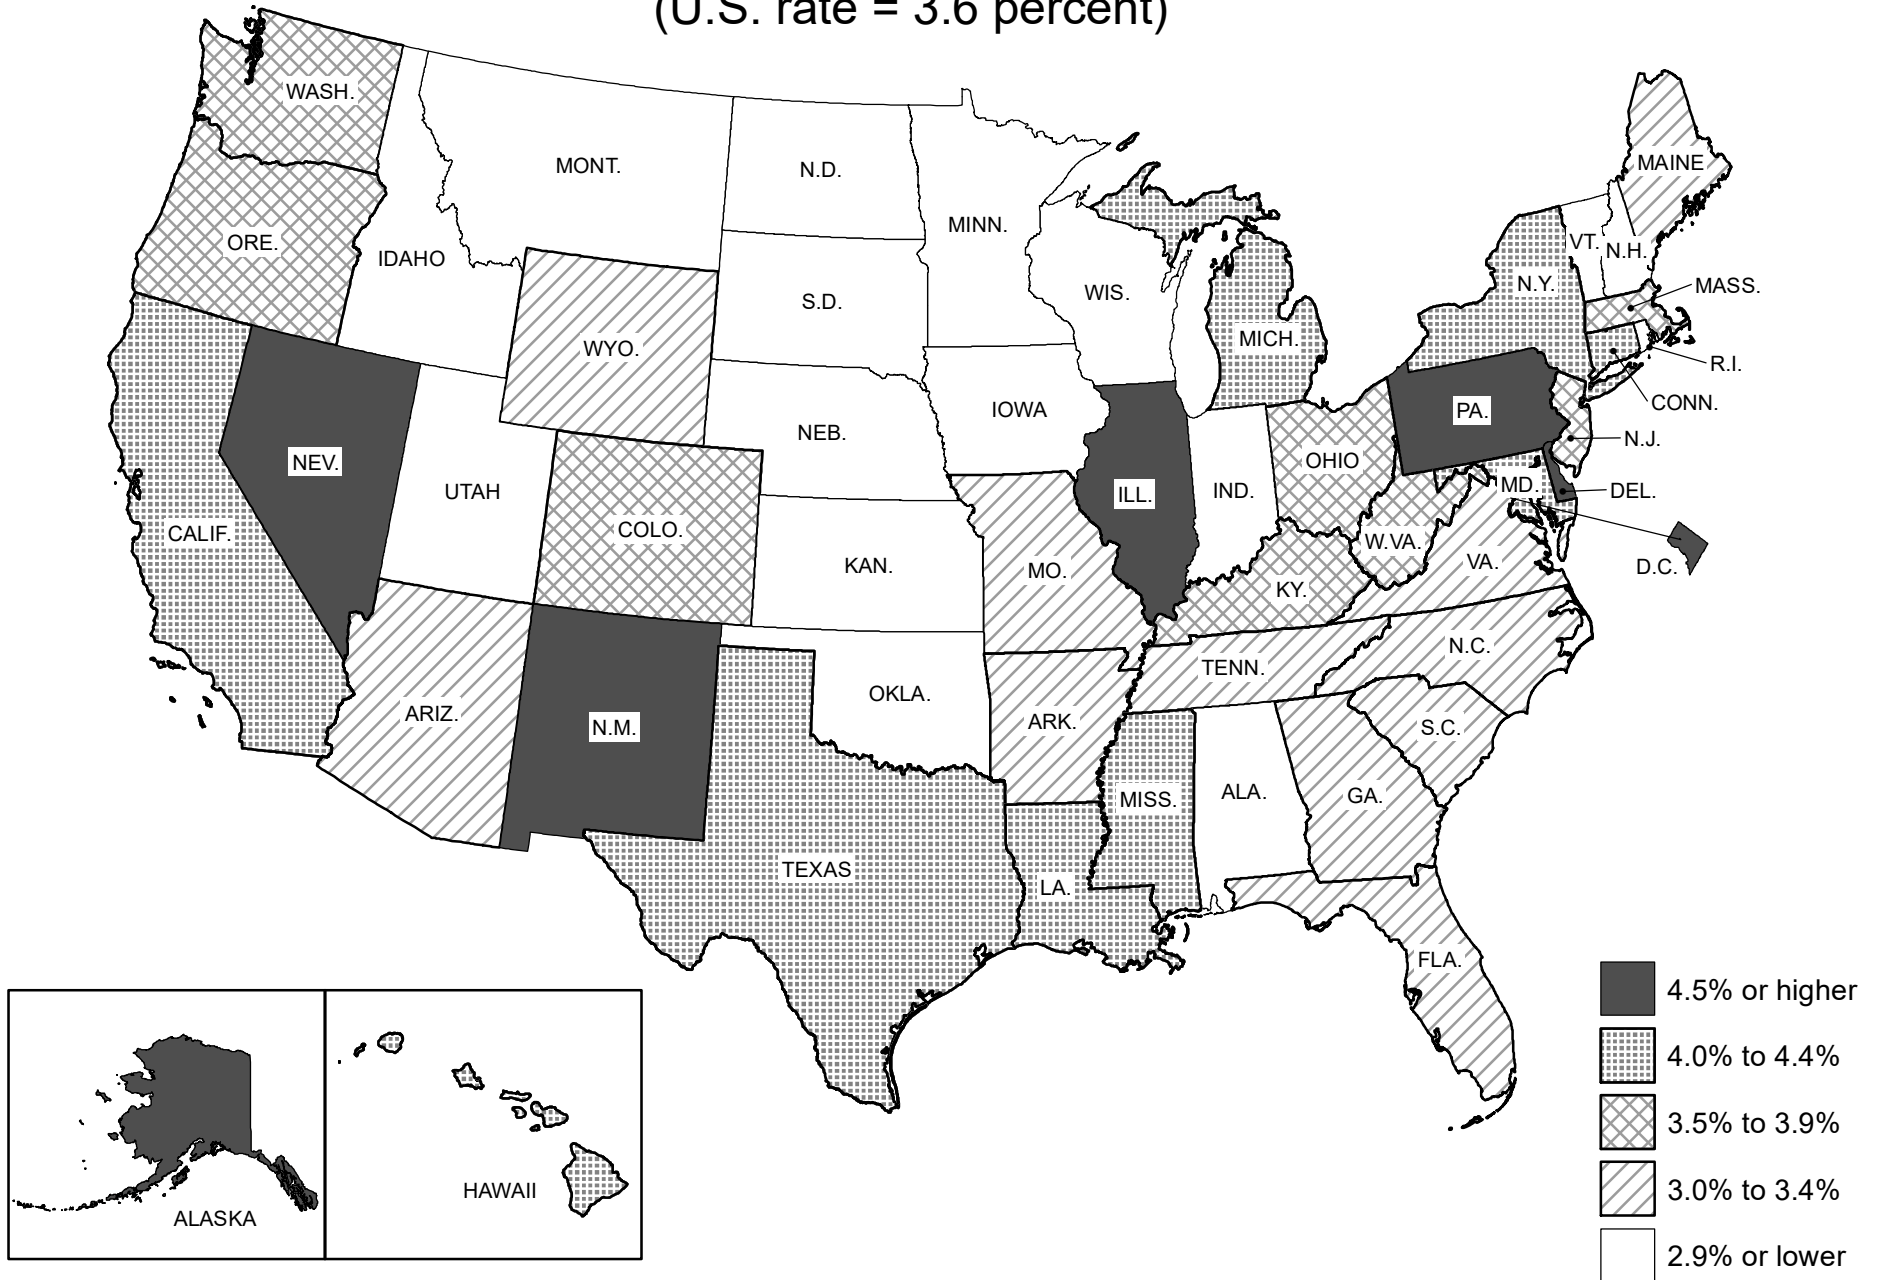 (U.S. rate = 3.6 percent)
WASH.
MONT.
N.D.
MINN.
MAINE
ORE.
IDAHO
VT.
N.H.
S.D.
WIS.
N.Y.
MASS.
WYO.
MICH.
R.I.
CONN.
IOWA
PA.
NEB.
N.J.
NEV.
OHIO
UTAH
ILL.
IND.
MD.
DEL.
CALIF.
COLO.
W.VA.
KAN.
MO.
VA.
D.C.
KY.
N.C.
TENN.
OKLA.
ARIZ.
N.M.
ARK.
S.C.
MISS.
ALA.
GA.
TEXAS
LA.
FLA.
HAWAII
ALASKA
4.5% or higher
4.0% to 4.4%
3.5% to 3.9%
3.0% to 3.4%
2.9% or lower